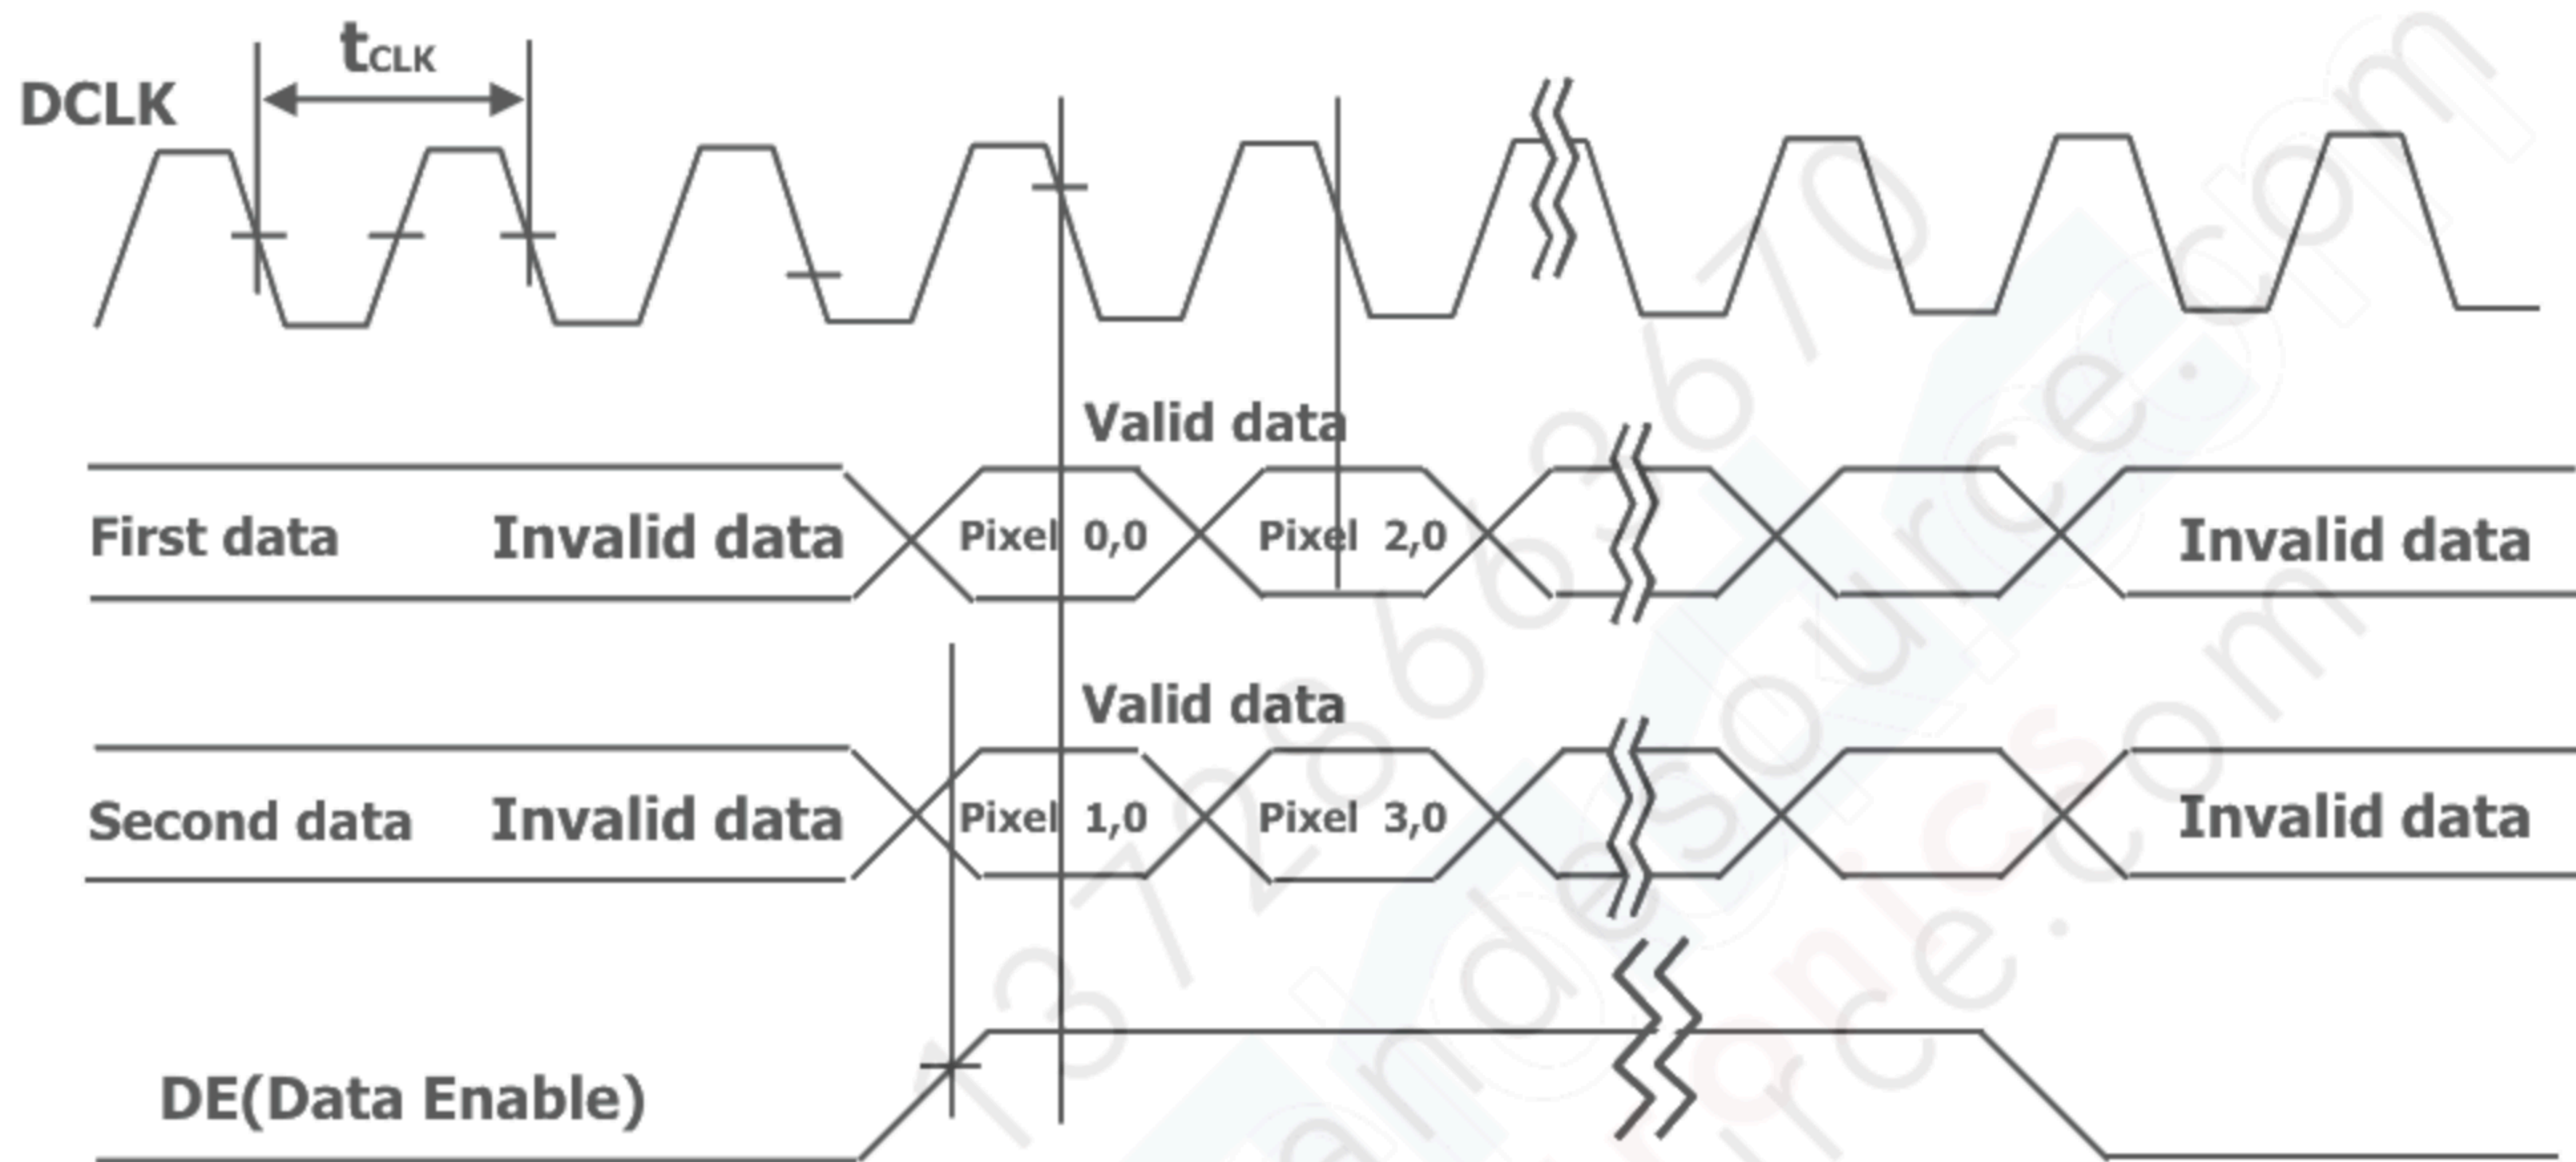 tCLK
DCLK
Valid data
First data Invalid data Pixel 0,0 Pixel 2,0 Invalid data
Valid data
Second data Invalid data Pixel 1,0 Pixel 3,0 Invalid data
DE(Data Enable)
13728663670